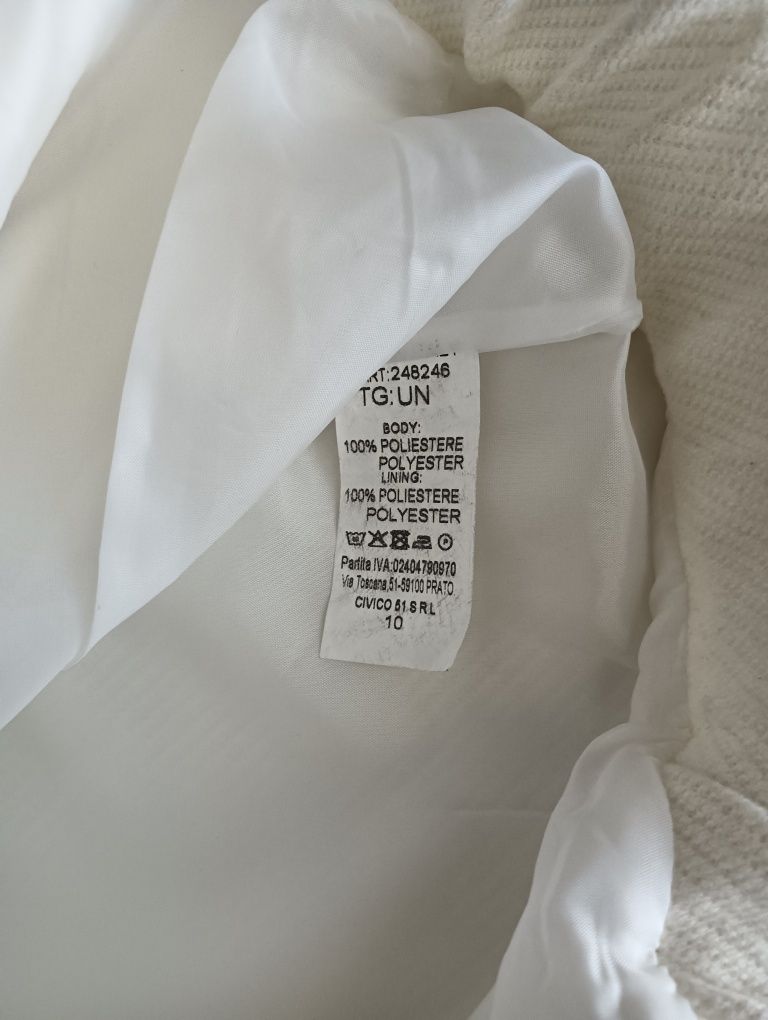 RT:248246
TG:UN
BODY:
100% POLIESTERE
POLYESTER
LINING:
100% POLIESTERE
POLYESTER
Partita IVA:02404790970
Via Toscana,51-59100 PRATO
CIVICO 51 S R L
10